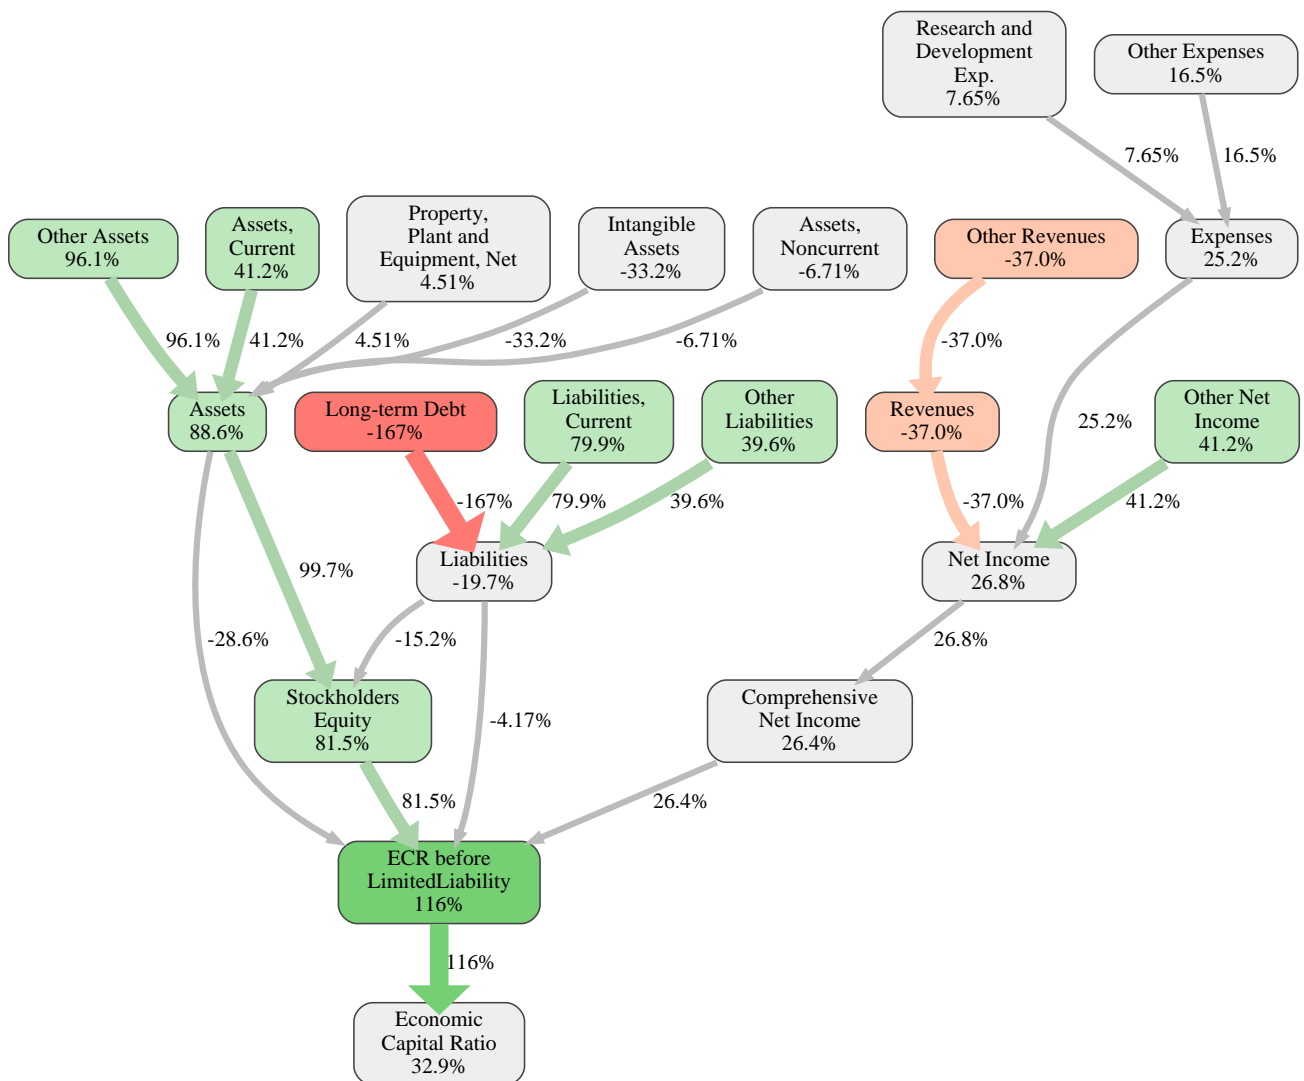 Research and
Development
Exp.
7.65%
Other Expenses
16.5%
7.65%
16.5%
Other Assets
96.1%
Assets,
Current
41.2%
Property,
Plant and
Equipment, Net
4.51%
Intangible
Assets
-33.2%
Assets,
Noncurrent
-6.71%
Other Revenues
-37.0%
Expenses
25.2%
96.1%
41.2%
4.51%
-33.2%
-6.71%
-37.0%
Assets
88.6%
Long-term Debt
-167%
Liabilities,
Current
79.9%
Other
Liabilities
39.6%
Revenues
-37.0%
25.2%
Other Net
Income
41.2%
-167%
79.9%
39.6%
-37.0%
41.2%
99.7%
Liabilities
-19.7%
Net Income
26.8%
-28.6%
-15.2%
26.8%
Stockholders
Equity
81.5%
-4.17%
Comprehensive
Net Income
26.4%
81.5%
26.4%
ECR before
LimitedLiability
116%
116%
Economic
Capital Ratio
32.9%